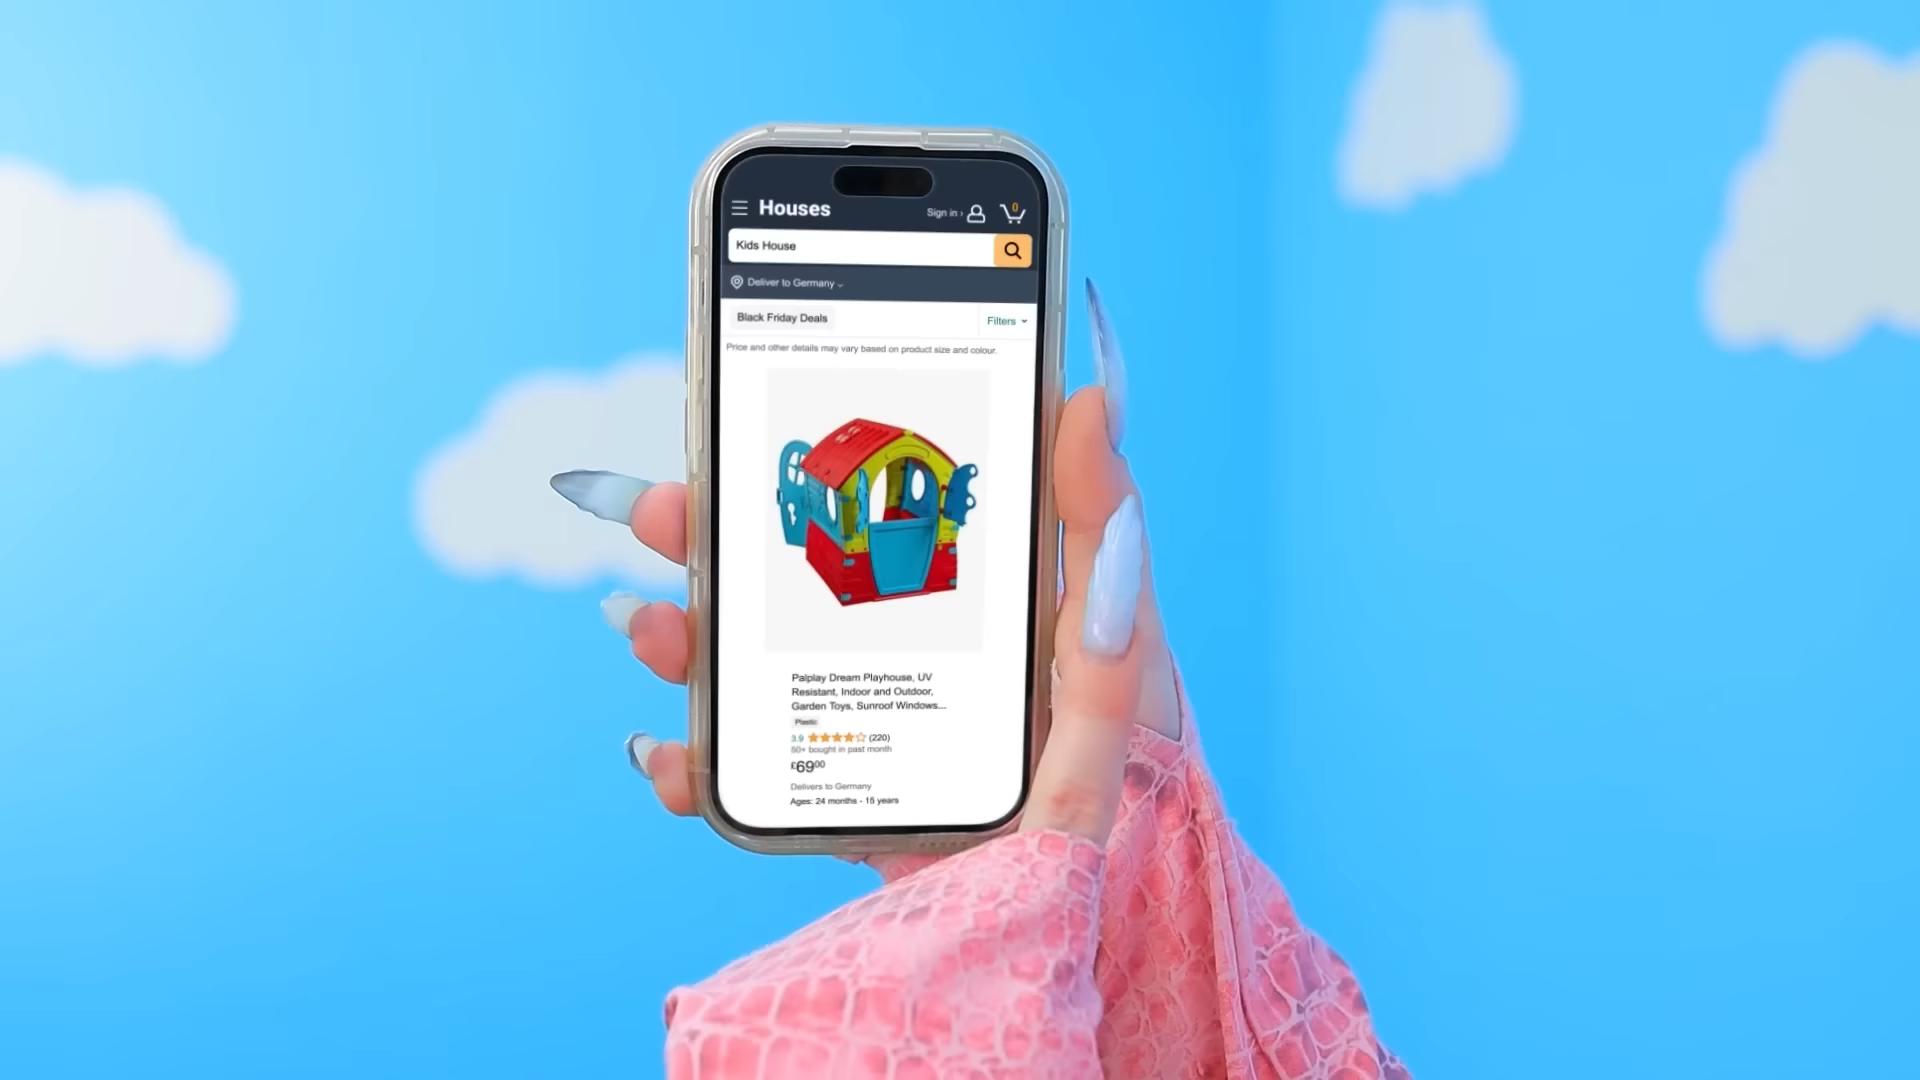 Houses
Sign in ›
0
Kids House
Deliver to Germany
Black Friday Deals
Filters
Price and other details may vary based on product size and colour.
Palplay Dream Playhouse, UV
Resistant, Indoor and Outdoor,
Garden Toys, Sunroof Windows...
Plastic
3.9 (220)
50+ bought in past month
£6900
Delivers to Germany
Ages: 24 months - 15 years